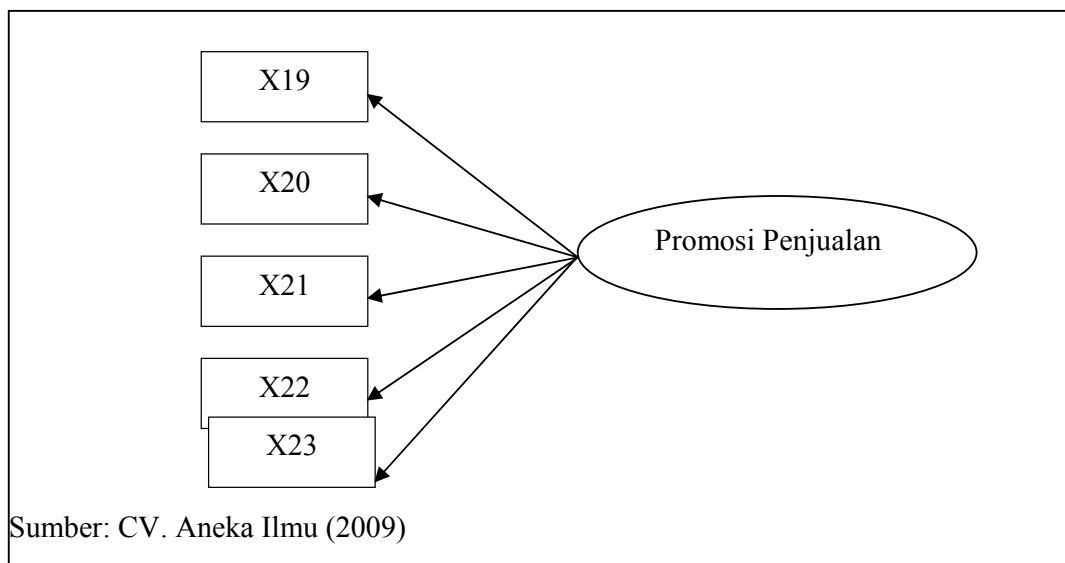 X19
X20
Promosi Penjualan
X21
X22
X23
Sumber: CV. Aneka Ilmu (2009)